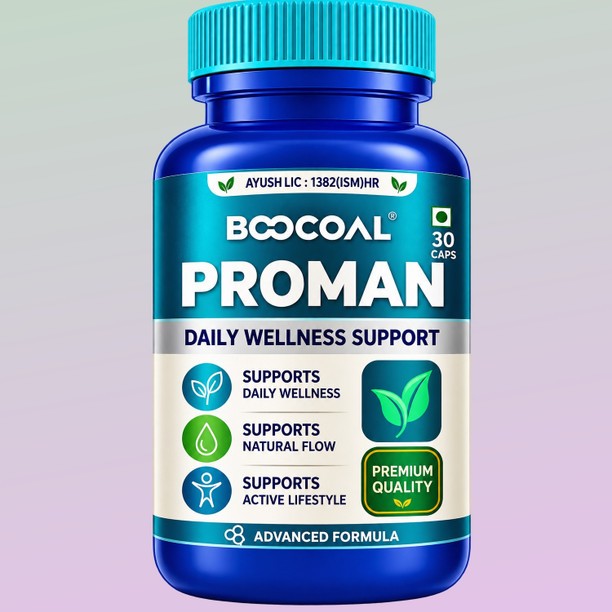 AYUSH LIC : 1382(ISM)HR
BOOCOAL®
30
CAPS
PROMAN
DAILY WELLNESS SUPPORT
SUPPORTS
DAILY WELLNESS
SUPPORTS
NATURAL FLOW
SUPPORTS
ACTIVE LIFESTYLE
PREMIUM
QUALITY
ADVANCED FORMULA